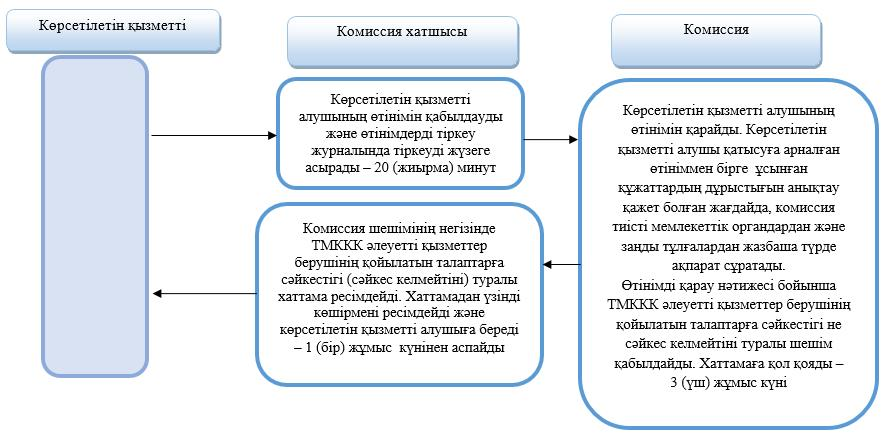 Көрсетілетін қызметті
Комиссия хатшысы
Комиссия
Көрсетілетін қызметті
алушының өтінімін қабылдауды
және өтінімдерді тіркеу
журналында тіркеуді жүзеге
асырады – 20 (жиырма) минут
Көрсетілетін қызметті алушының
өтінімін қарайды. Көрсетілетін
қызметті алушы қатысуға арналған
өтініммен бірге ұсынған
құжаттардың дұрыстығын анықтау
қажет болған жағдайда, комиссия
тиісті мемлекеттік органдардан және
заңды тұлғалардан жазбаша түрде
ақпарат сұратады.
Өтінімді қарау нәтижесі бойынша
ТМККК әлеуетті қызметтер берушінің
қойылатын талаптарға сәйкестігі не
сәйкес келмейтіні туралы шешім
қабылдайды. Хаттамаға қол қояды –
3 (үш) жұмыс күні
Комиссия шешімінің негізінде
ТМККК әлеуетті қызметтер
берушінің қойылатын талаптарға
сәйкестігі (сәйкес келмейтіні) туралы
хаттама ресімдейді. Хаттамадан үзінді
көшірмені ресімдейді және
көрсетілетін қызметті алушыға береді
– 1 (бір) жұмыс күнінен аспайды